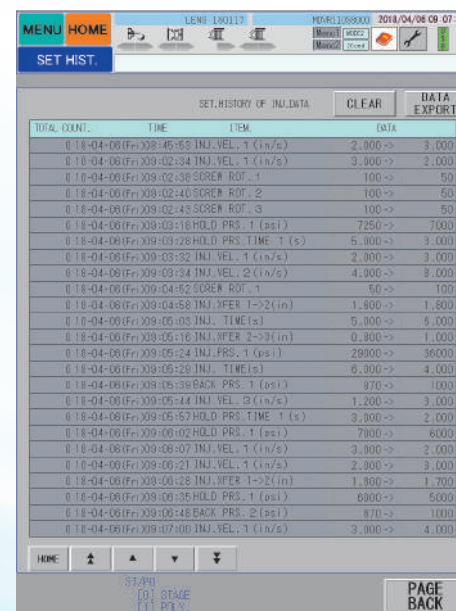 MENU HOME LENS 180117 2018/04/06 09 07
SET HIST.
SET.HISTORY OF INJ.DATA CLEAR DATA EXPORT
TOTAL COUNT. TIME ITEM. DATA
0 18-04-06(Fri)08:45:53 INJ.VEL. 1 (in/s) 2.000-> 3.000
0 18-04-06(Fri)09:02:34 INJ.VEL. 1 (in/s) 3.000-> 2.000
0 18-04-06(Fri)09:02:38 SCREW ROT. 1 100-> 50
0 18-04-06(Fri)09:02:40 SCREW ROT. 2 100-> 50
0 18-04-06(Fri)09:02:43 SCREW ROT. 3 100-> 50
0 18-04-06(Fri)09:03:18 HOLD PRS. 1 (psi) 7250-> 7000
0 18-04-06(Fri)09:03:28 HOLD PRS.TIME 1 (s) 5.000-> 3.000
0 18-04-06(Fri)09:03:32 INJ.VEL. 1 (in/s) 2.000-> 3.000
0 18-04-06(Fri)09:03:34 INJ.VEL. 2 (in/s) 4.000-> 8.000
0 18-04-06(Fri)09:04:52 SCREW ROT. 1 50-> 100
0 18-04-06(Fri)09:04:58 INJ.XFER 1->2(in) 1.600-> 1.800
0 18-04-06(Fri)09:05:03 INJ. TIME(s) 5.000-> 6.000
0 18-04-06(Fri)09:05:16 INJ.XFER 2->3(in) 0.800-> 1.000
0 18-04-06(Fri)09:05:24 INJ.PRS. 1 (psi) 29000-> 36000
0 18-04-06(Fri)09:05:29 INJ. TIME(s) 6.000-> 4.000
0 18-04-06(Fri)09:05:39 BACK PRS. 1 (psi) 870-> 1000
0 18-04-06(Fri)09:05:44 INJ.VEL. 3 (in/s) 1.200-> 3.000
0 18-04-06(Fri)09:05:57 HOLD PRS.TIME 1 (s) 3.000-> 2.000
0 18-04-06(Fri)09:06:02 HOLD PRS. 1 (psi) 7000-> 6000
0 18-04-06(Fri)09:06:07 INJ.VEL. 1 (in/s) 3.000-> 2.000
0 18-04-06(Fri)09:06:21 INJ.VEL. 1 (in/s) 2.000-> 3.000
0 18-04-06(Fri)09:06:28 INJ.XFER 1->2(in) 1.800-> 1.700
0 18-04-06(Fri)09:06:35 HOLD PRS. 1 (psi) 6000-> 5000
0 18-04-06(Fri)09:06:48 BACK PRS. 2 (psi) 870-> 1000
0 18-04-06(Fri)09:07:00 INJ.VEL. 1 (in/s) 3.000-> 4.000
HOME
ST/PO
[0] STAGE
[1] POLY.
PAGE BACK